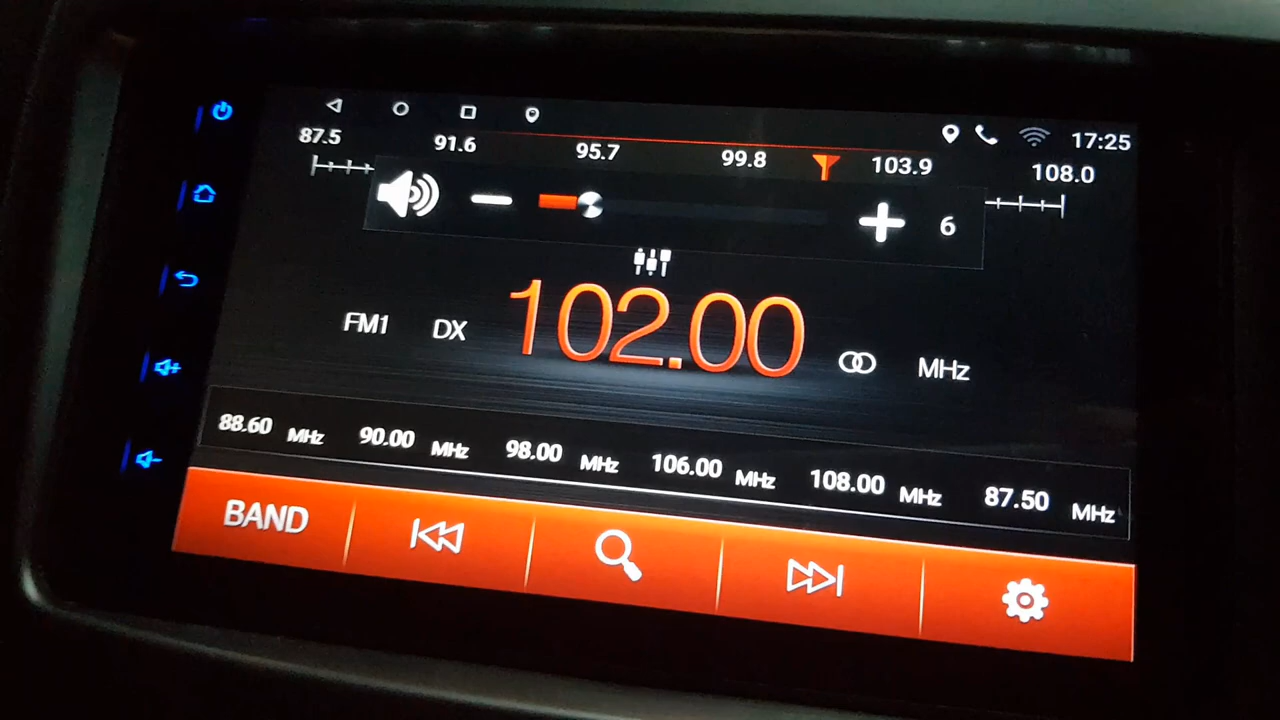 17:25
87.5 91.6 95.7 99.8 103.9 108.0
6
FM1 DX 102.00 MHz
88.60 MHz 90.00 MHz 98.00 MHz 106.00 MHz 108.00 MHz 87.50 MHz
BAND